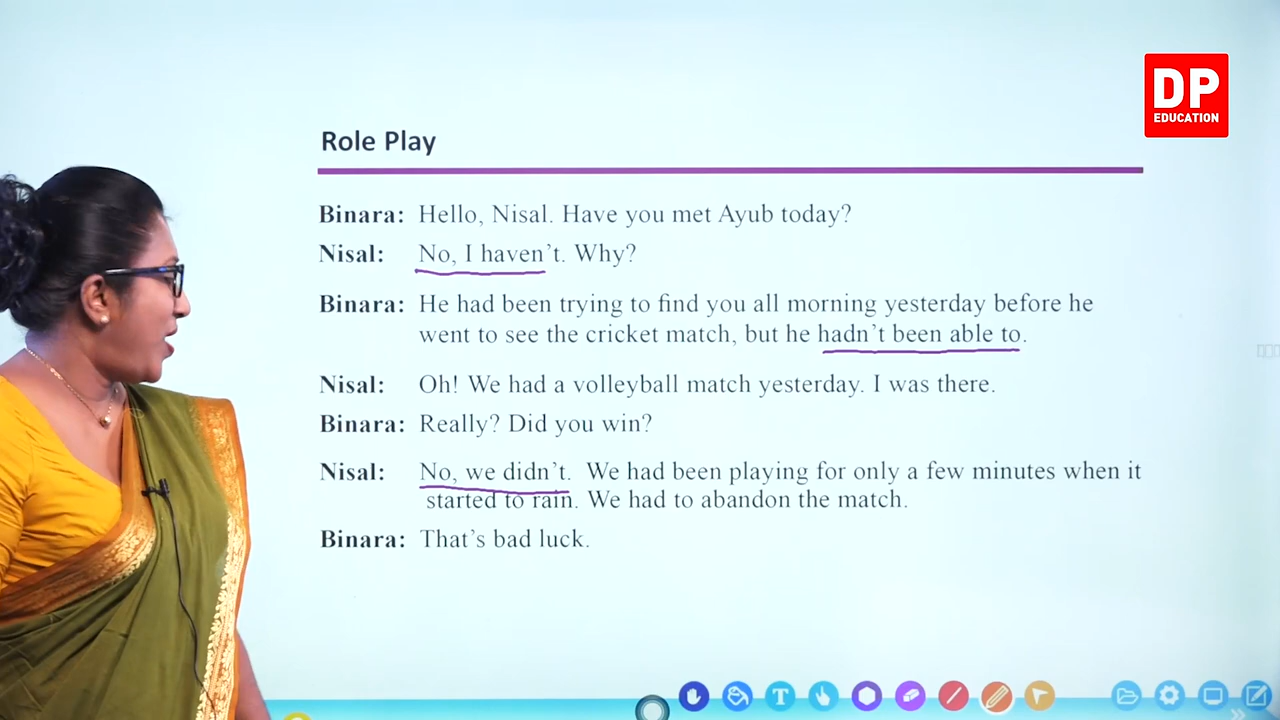 DP
EDUCATION
Role Play
Binara: Hello, Nisal. Have you met Ayub today?
Nisal: No, I haven't. Why?
Binara: He had been trying to find you all morning yesterday before he
went to see the cricket match, but he hadn't been able to.
Nisal: Oh! We had a volleyball match yesterday. I was there.
Binara: Really? Did you win?
Nisal: No, we didn't. We had been playing for only a few minutes when it
started to rain. We had to abandon the match.
Binara: That's bad luck.
T